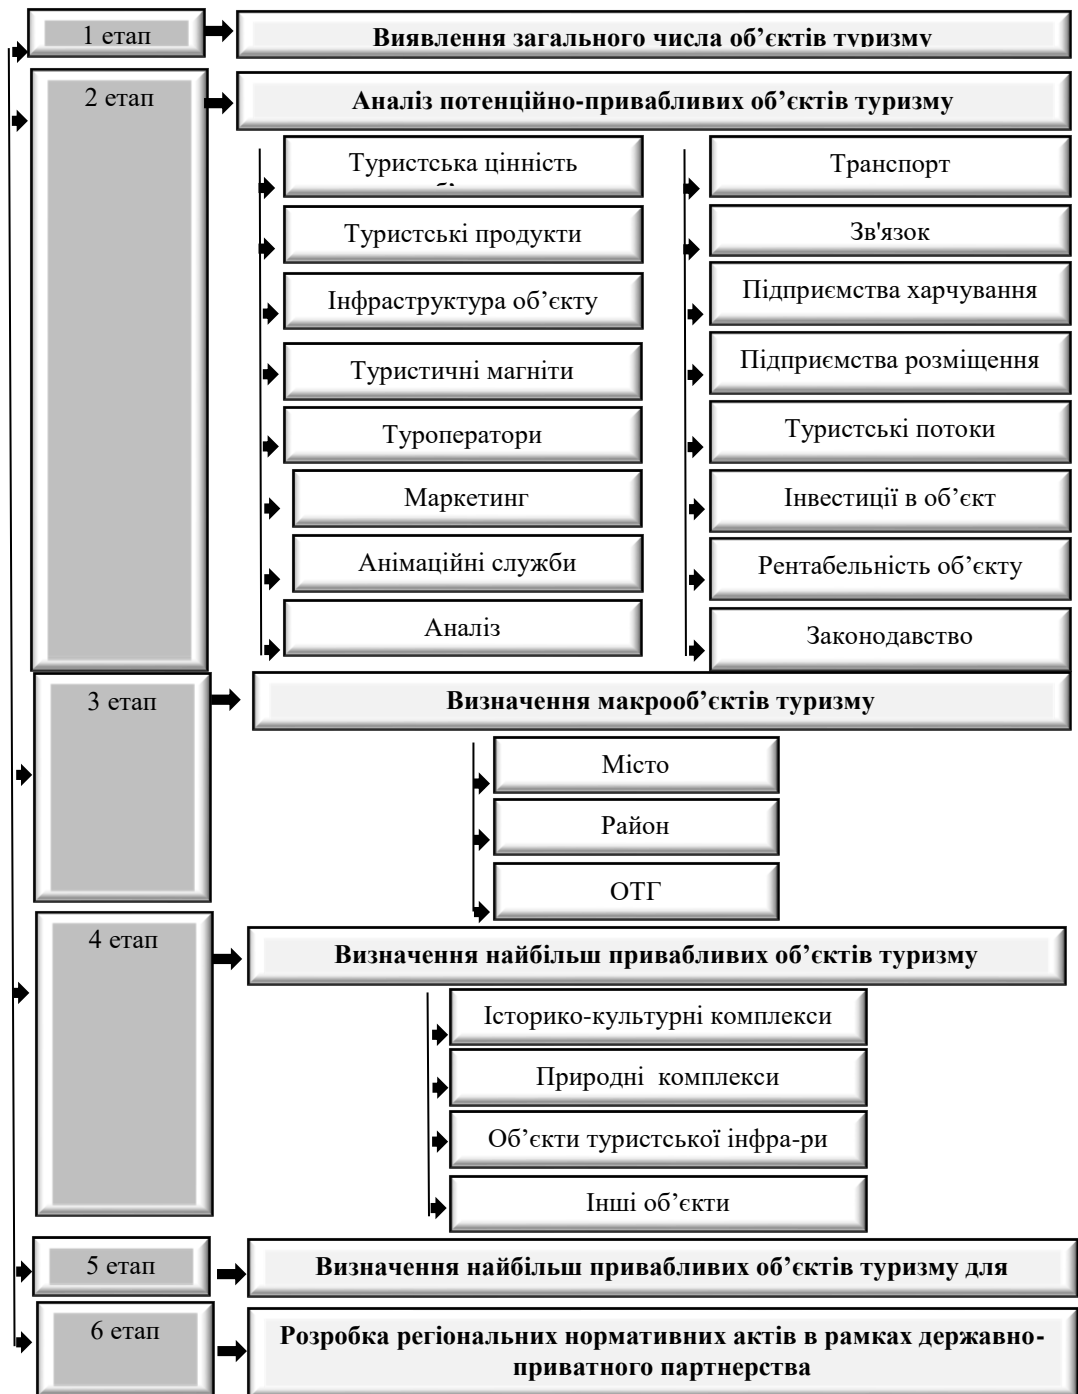 1 етап
Виявлення загального числа об’єктів туризму
2 етап
Аналіз потенційно-привабливих об’єктів туризму
Туристська цінність
Туристські продукти
Інфраструктура об’єкту
Туристичні магніти
Туроператори
Маркетинг
Анімаційні служби
Аналіз
Транспорт
Зв'язок
Підприємства харчування
Підприємства розміщення
Туристські потоки
Інвестиції в об’єкт
Рентабельність об’єкту
Законодавство
3 етап
Визначення макрооб’єктів туризму
Місто
Район
ОТГ
4 етап
Визначення найбільш привабливих об’єктів туризму
Історико-культурні комплекси
Природні комплекси
Об’єкти туристської інфра-ри
Інші об’єкти
5 етап
Визначення найбільш привабливих об’єктів туризму для
6 етап
Розробка регіональних нормативних актів в рамках державно-
приватного партнерства